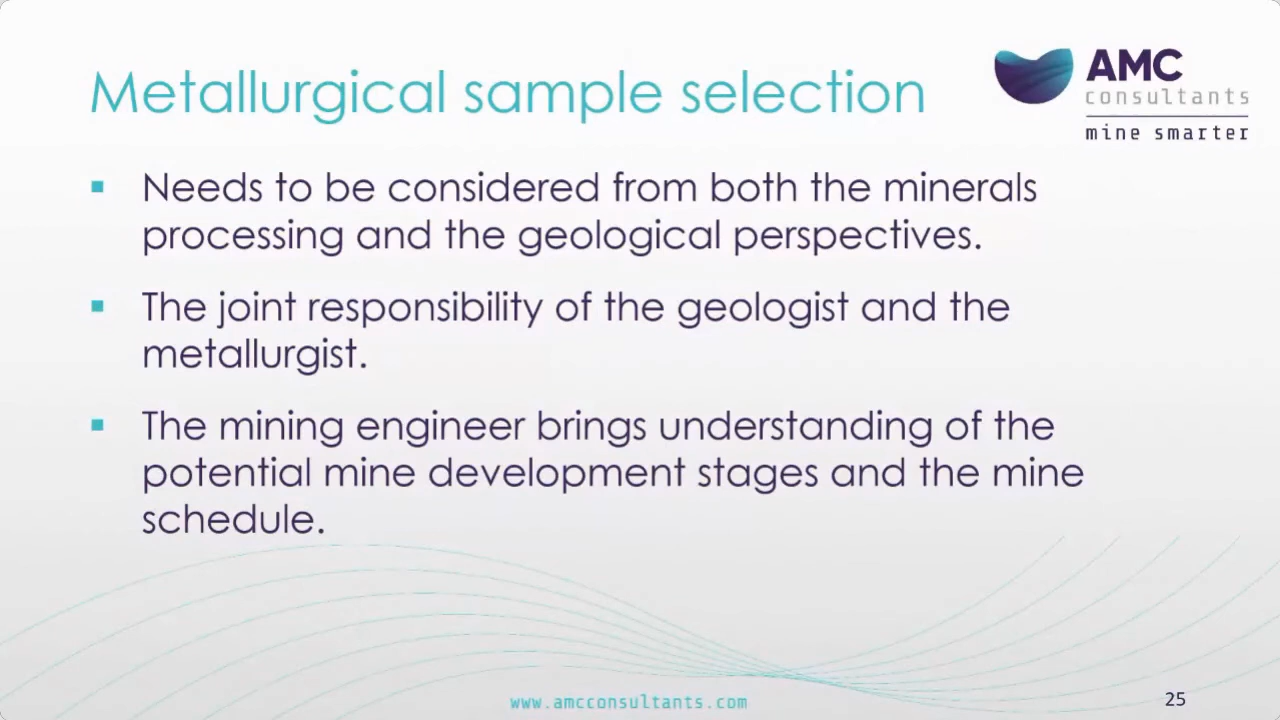 Metallurgical sample selection
AMC
consultants
mine smarter
▪ Needs to be considered from both the minerals
processing and the geological perspectives.
▪ The joint responsibility of the geologist and the
metallurgist.
▪ The mining engineer brings understanding of the
potential mine development stages and the mine
schedule.
www.amcconsultants.com
25